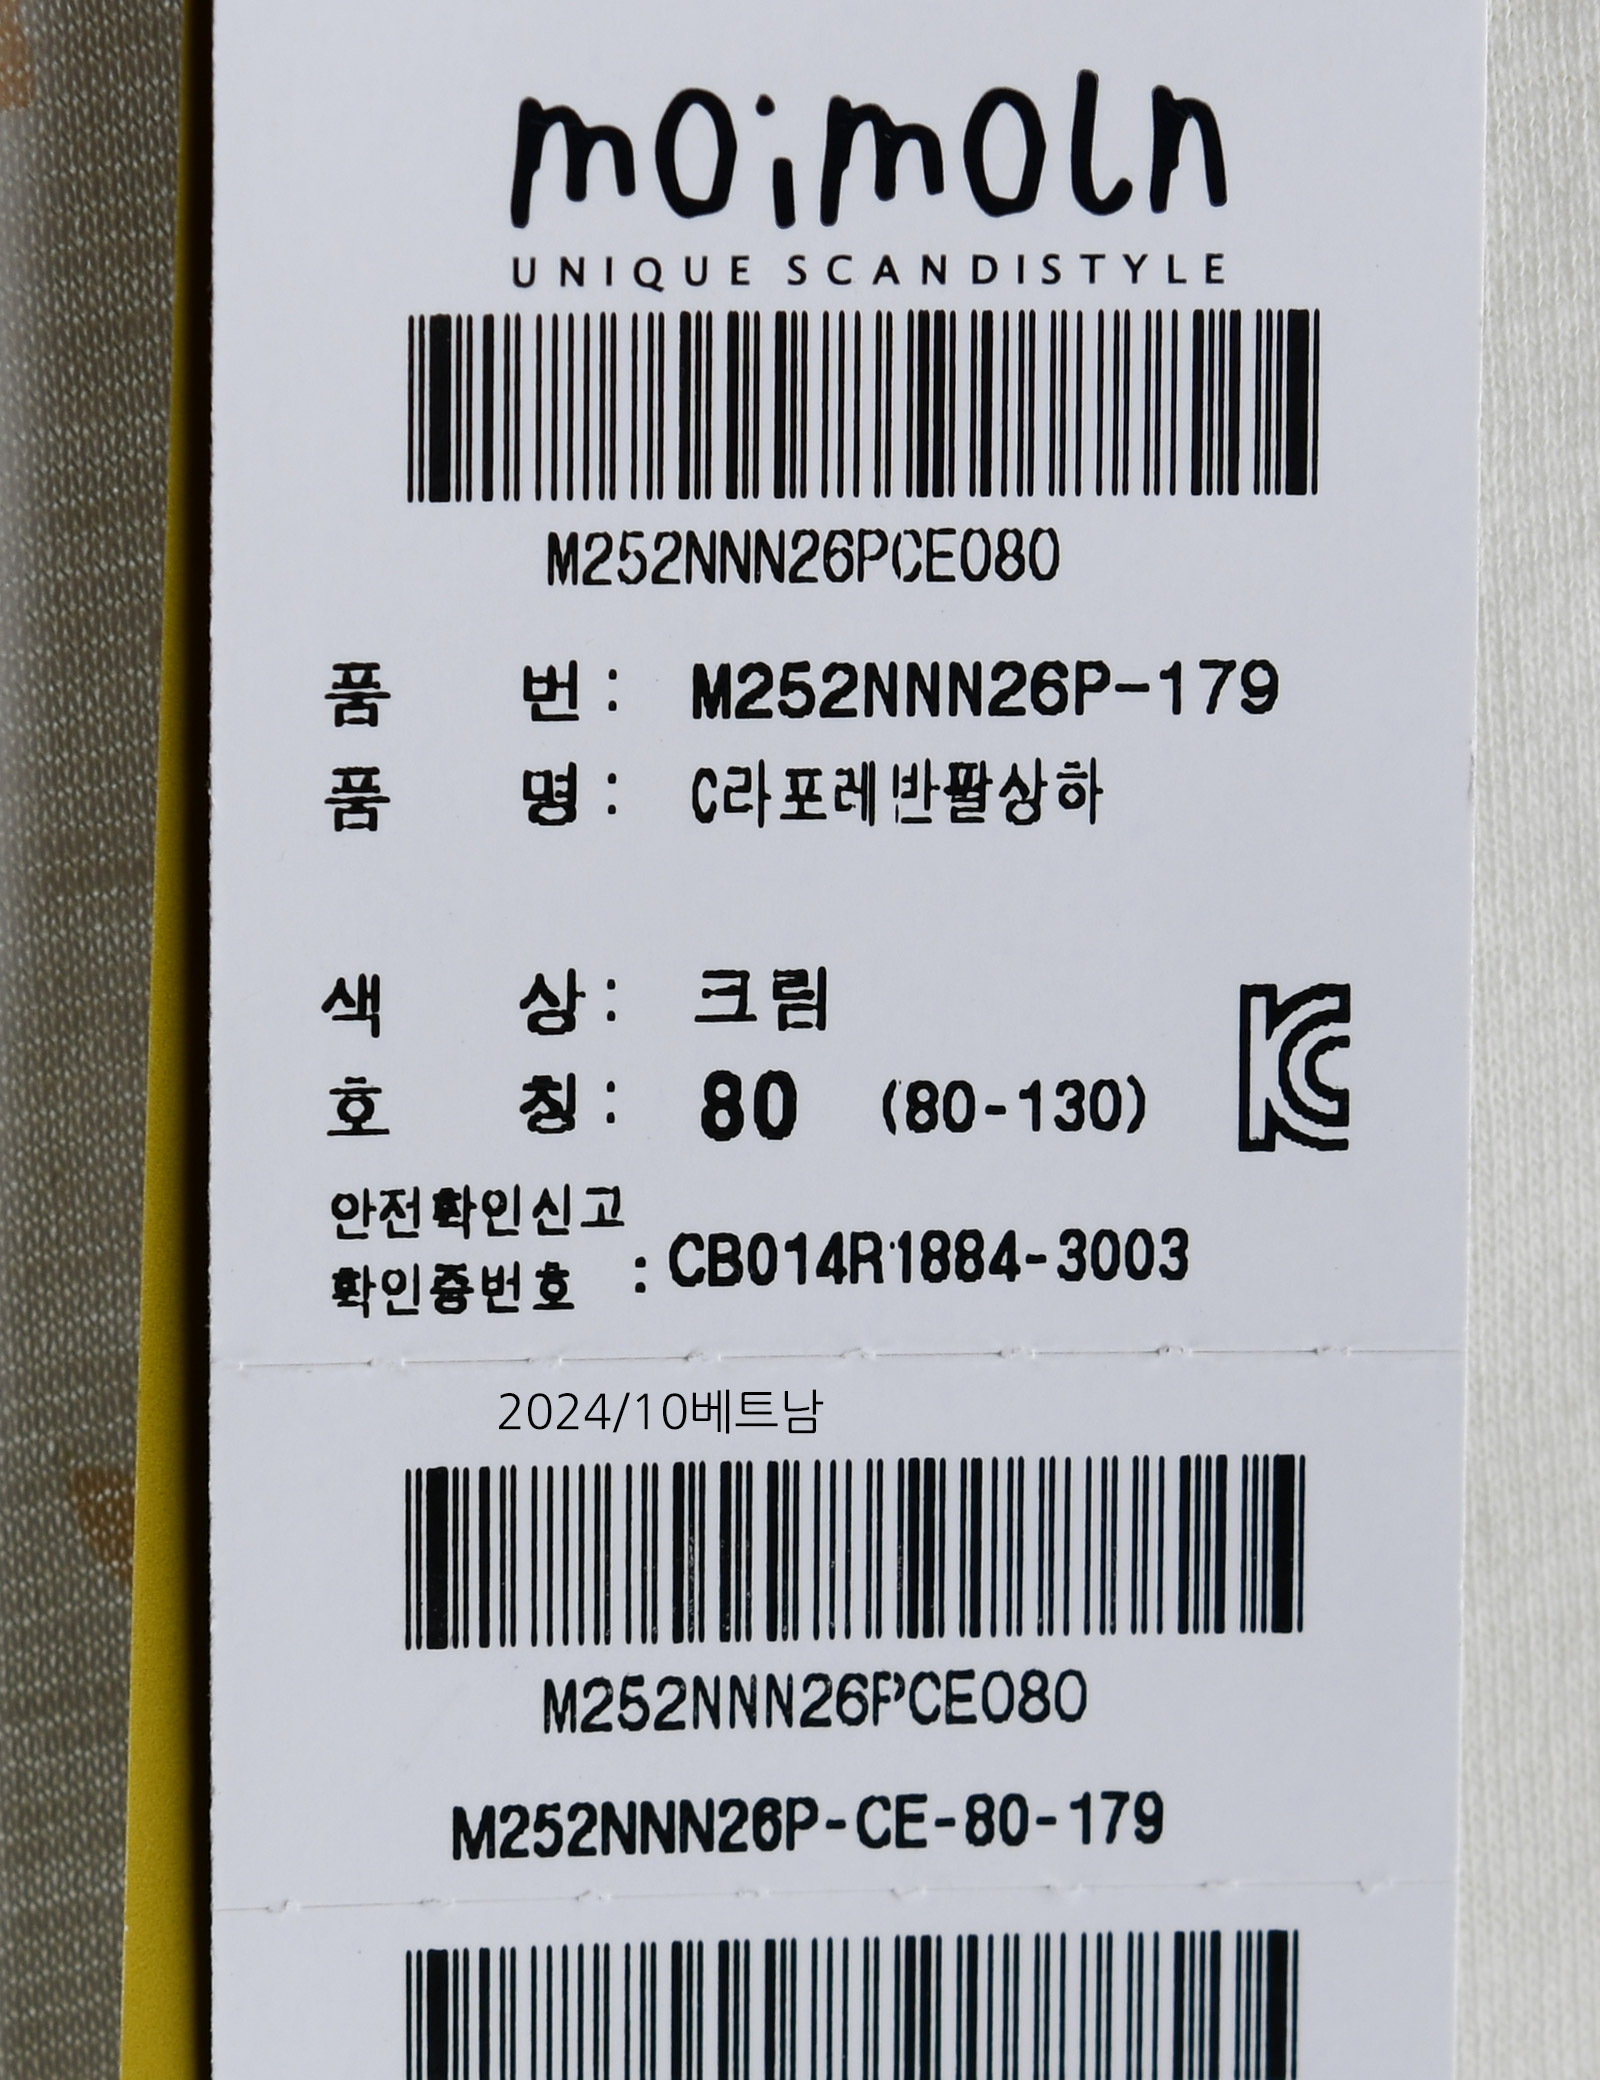 moimoln
UNIQUE SCANDISTYLE
M252NNN26PCE080
품 번 : M252NNN26P-179
품 명 : C라포레반팔상하
색 상 : 크림
호 칭 : 80 (80-130)
KC
안전확인신고
확인증번호 : CB014R1884-3003
2024/10베트남
M252NNN26PCE080
M252NNN26P-CE-80-179